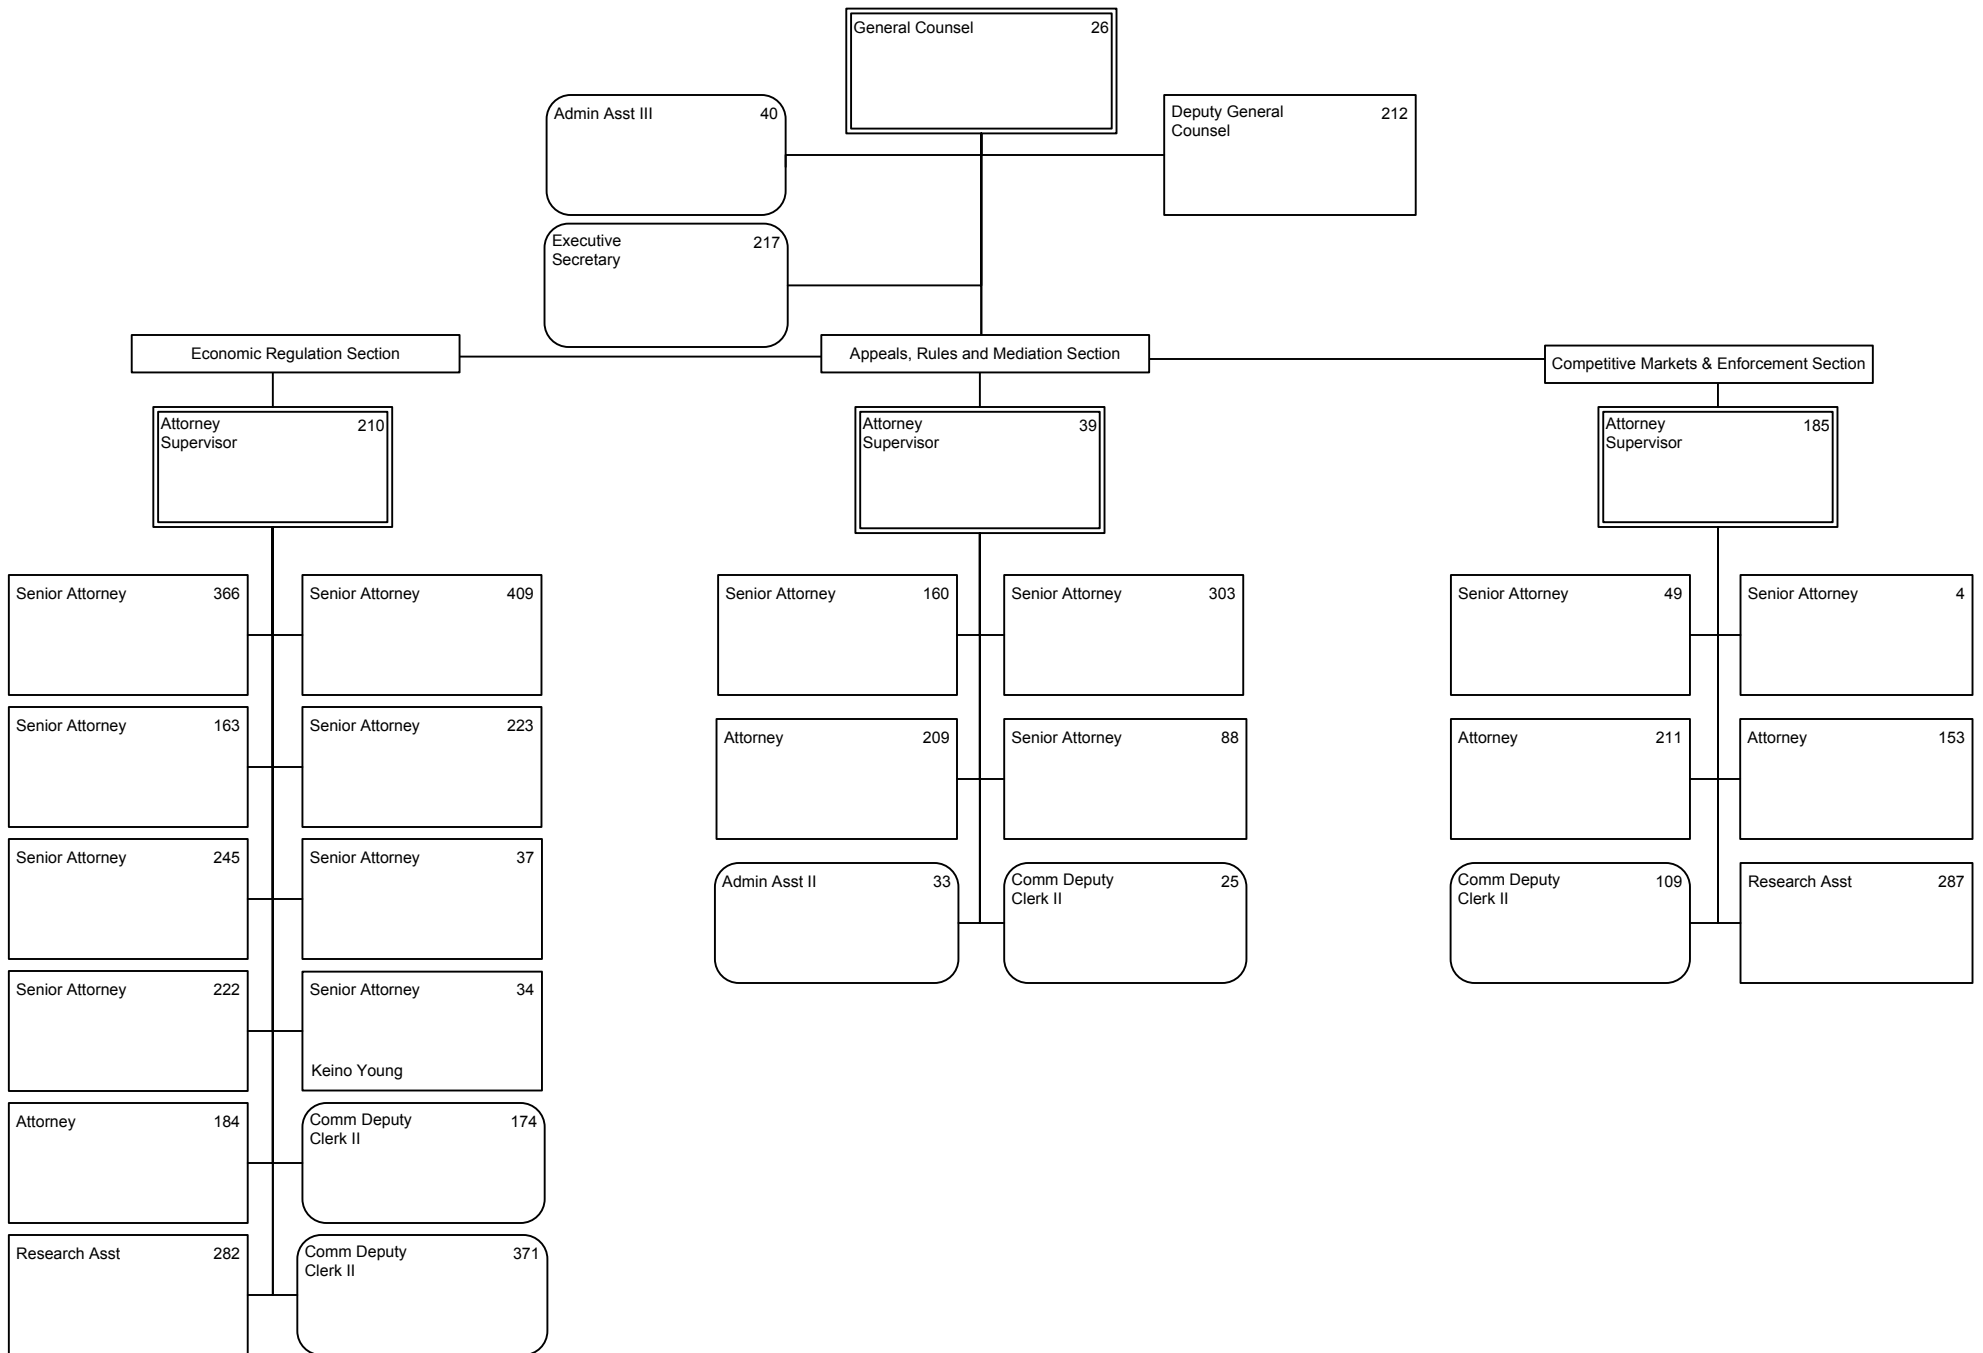 General Counsel 26
Admin Asst III 40
Deputy General 212
Counsel
Executive 217
Secretary
Economic Regulation Section
Appeals, Rules and Mediation Section
Competitive Markets & Enforcement Section
Attorney 210
Supervisor
Attorney 39
Supervisor
Attorney 185
Supervisor
Senior Attorney 366
Senior Attorney 409
Senior Attorney 163
Senior Attorney 223
Senior Attorney 245
Senior Attorney 37
Senior Attorney 222
Senior Attorney 34
Keino Young
Attorney 184
Comm Deputy 174
Clerk II
Research Asst 282
Comm Deputy 371
Clerk II
Senior Attorney 160
Senior Attorney 303
Attorney 209
Senior Attorney 88
Admin Asst II 33
Comm Deputy 25
Clerk II
Senior Attorney 49
Senior Attorney 4
Attorney 211
Attorney 153
Comm Deputy 109
Clerk II
Research Asst 287